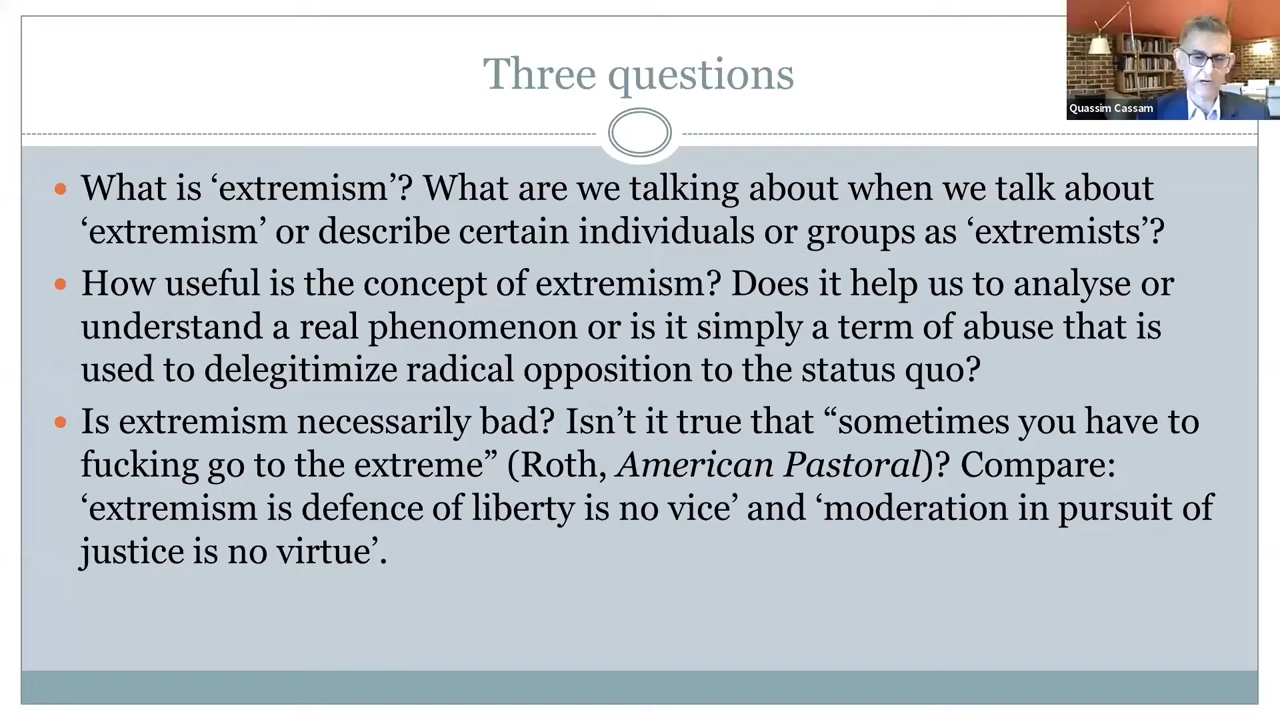 Three questions
Quassim Cassam
• What is ‘extremism’? What are we talking about when we talk about
‘extremism’ or describe certain individuals or groups as ‘extremists’?
• How useful is the concept of extremism? Does it help us to analyse or
understand a real phenomenon or is it simply a term of abuse that is
used to delegitimize radical opposition to the status quo?
• Is extremism necessarily bad? Isn’t it true that “sometimes you have to
fucking go to the extreme” (Roth, American Pastoral)? Compare:
‘extremism is defence of liberty is no vice’ and ‘moderation in pursuit of
justice is no virtue’.